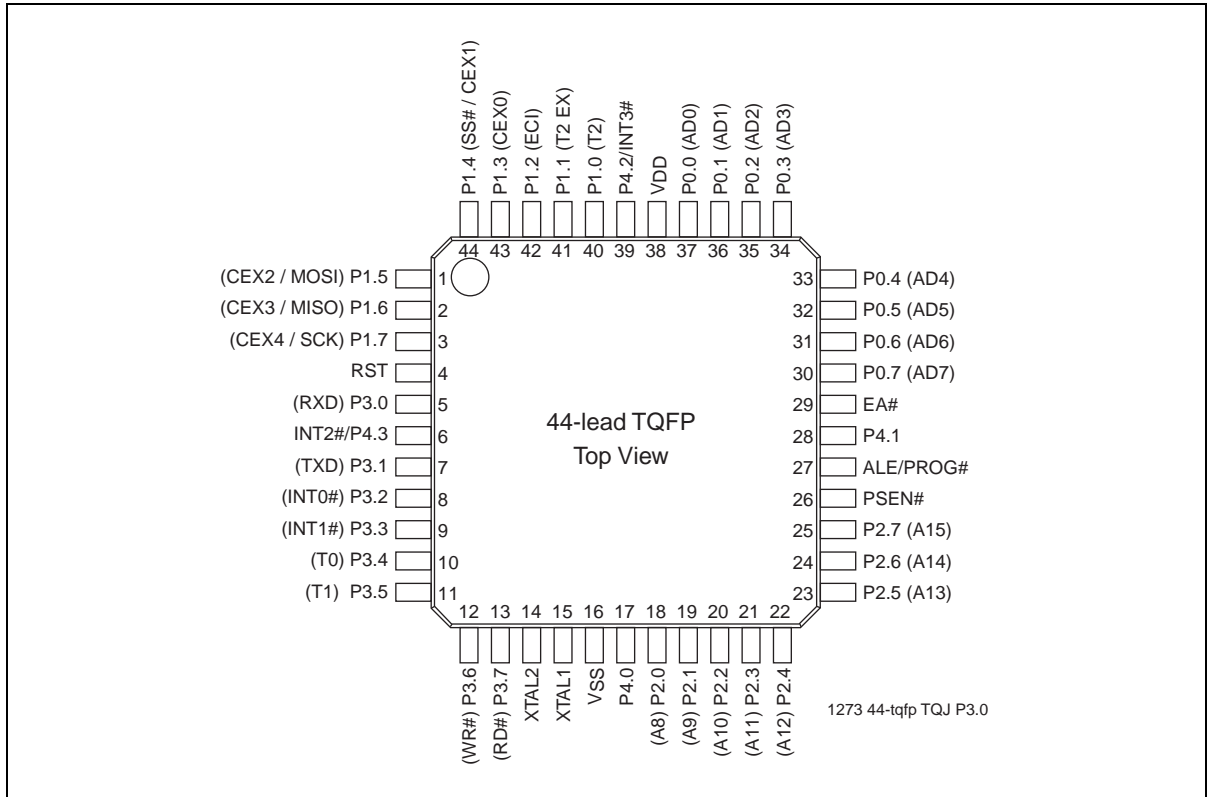 P1.4 (SS# / CEX1)
P1.3 (CEX0)
P1.2 (ECI)
P1.1 (T2 EX)
P1.0 (T2)
P4.2/INT3#
VDD
P0.0 (AD0)
P0.1 (AD1)
P0.2 (AD2)
P0.3 (AD3)
44 43 42 41 40 39 38 37 36 35 34
(CEX2 / MOSI) P1.5 1
(CEX3 / MISO) P1.6 2
(CEX4 / SCK) P1.7 3
RST 4
(RXD) P3.0 5
INT2#/P4.3 6
(TXD) P3.1 7
(INT0#) P3.2 8
(INT1#) P3.3 9
(T0) P3.4 10
(T1) P3.5 11
44-lead TQFP
Top View
33 P0.4 (AD4)
32 P0.5 (AD5)
31 P0.6 (AD6)
30 P0.7 (AD7)
29 EA#
28 P4.1
27 ALE/PROG#
26 PSEN#
25 P2.7 (A15)
24 P2.6 (A14)
23 P2.5 (A13)
12 13 14 15 16 17 18 19 20 21 22
(WR#) P3.6
(RD#) P3.7
XTAL2
XTAL1
VSS
P4.0
(A8) P2.0
(A9) P2.1
(A10) P2.2
(A11) P2.3
(A12) P2.4
1273 44-tqfp TQJ P3.0